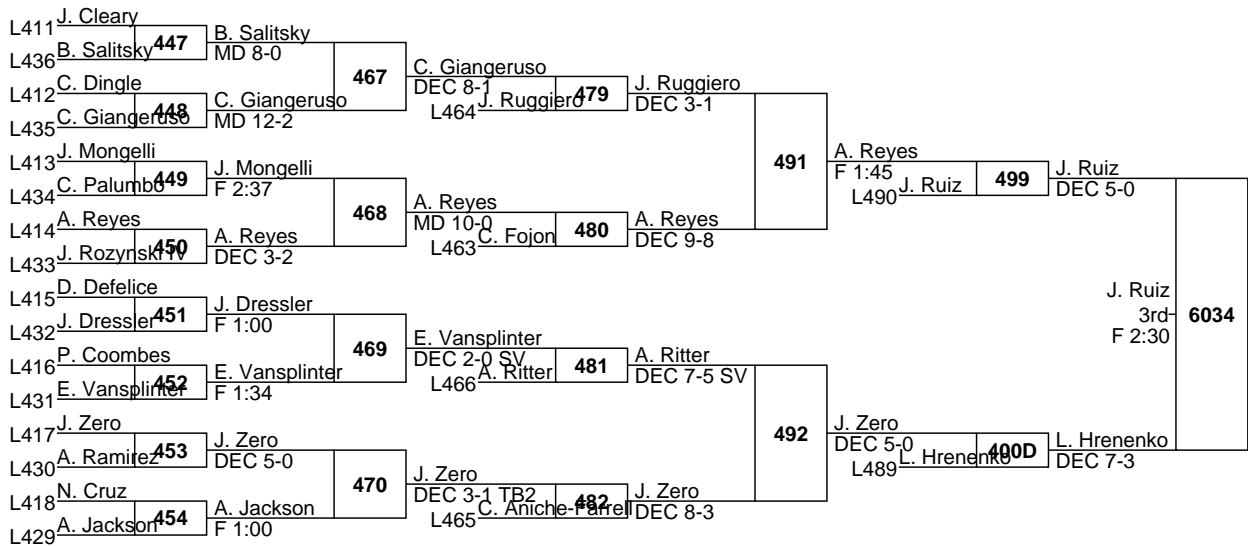 L411 J. Cleary
447
L436 B. Salitsky
B. Salitsky
MD 8-0
467
L412 C. Dingle
448
L435 C. Giangeruso
C. Giangeruso
MD 12-2
C. Giangeruso
DEC 8-1
479
L464 J. Ruggiero
J. Ruggiero
DEC 3-1
491
L413 J. Mongelli
449
L434 C. Palumbo
J. Mongelli
F 2:37
468
L414 A. Reyes
450
L433 J. Rozynski IV
A. Reyes
DEC 3-2
A. Reyes
MD 10-0
480
L463 C. Fojon
A. Reyes
DEC 9-8
A. Reyes
F 1:45
499
L490 J. Ruiz
J. Ruiz
DEC 5-0
L415 D. Defelice
451
L432 J. Dressler
J. Dressler
F 1:00
469
L416 P. Coombes
452
L431 E. Vansplinter
E. Vansplinter
F 1:34
E. Vansplinter
DEC 2-0 SV
481
L466 A. Ritter
A. Ritter
DEC 7-5 SV
492
L417 J. Zero
453
L430 A. Ramirez
J. Zero
DEC 5-0
470
L418 N. Cruz
454
L429 A. Jackson
A. Jackson
F 1:00
J. Zero
DEC 3-1 TB2
482
L465 C. Aniche-Farrell
J. Zero
DEC 8-3
J. Zero
DEC 5-0
400D
L489 L. Hrenenko
L. Hrenenko
DEC 7-3
6034
J. Ruiz
3rd
F 2:30